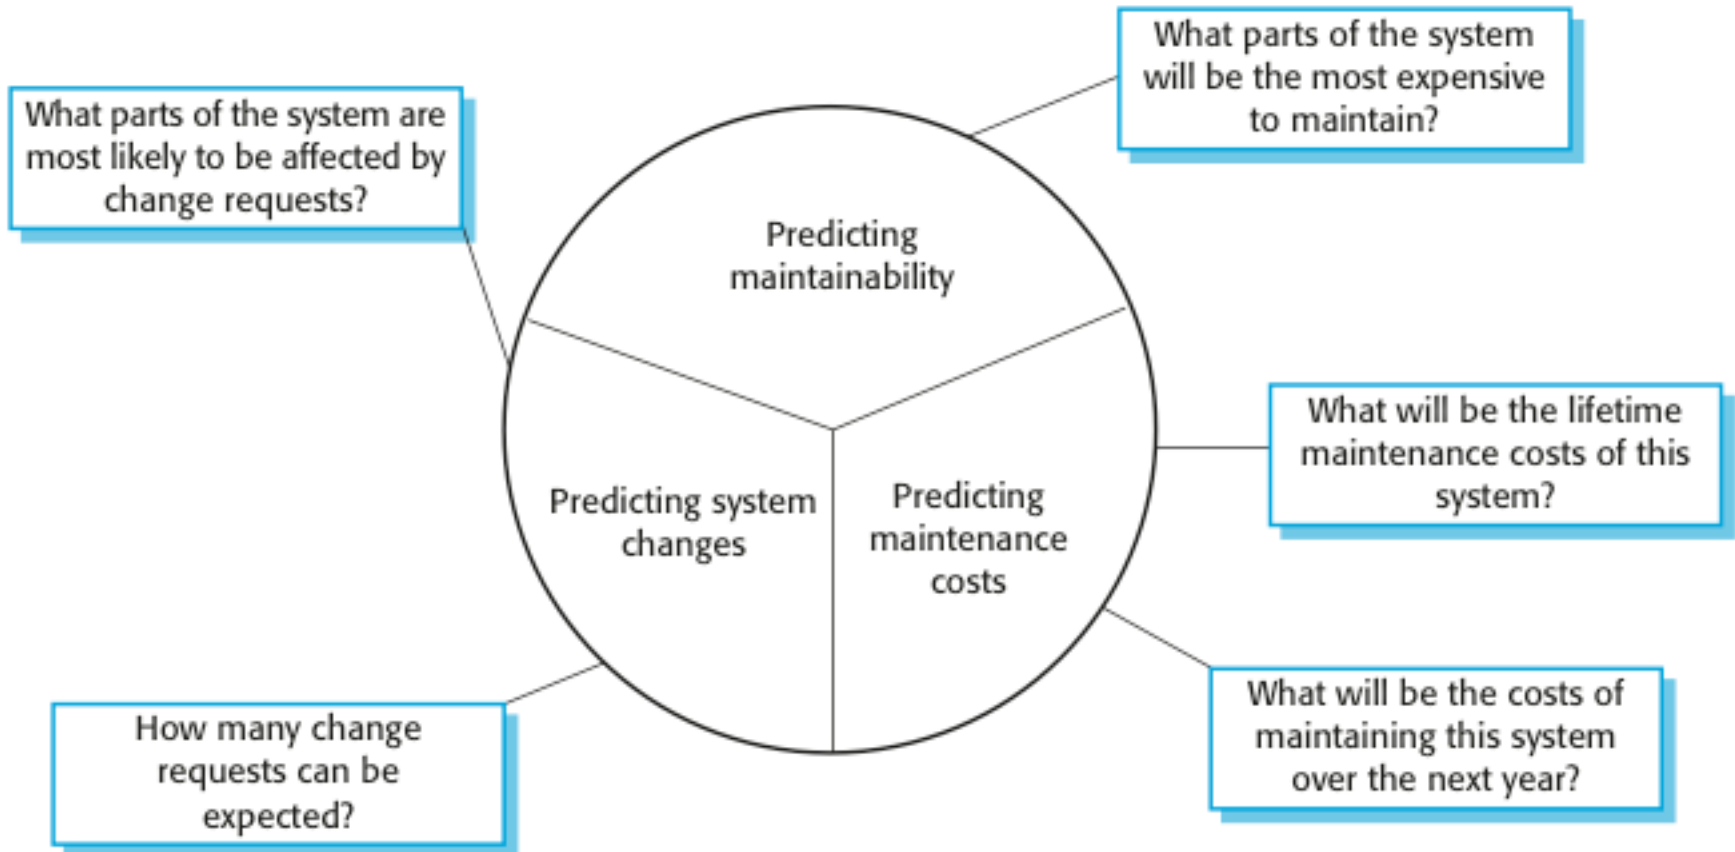 What parts of the system
will be the most expensive
to maintain?
What parts of the system are
most likely to be affected by
change requests?
Predicting
maintainability
What will be the lifetime
maintenance costs of this
system?
Predicting system
changes
Predicting
maintenance
costs
What will be the costs of
maintaining this system
over the next year?
How many change
requests can be
expected?